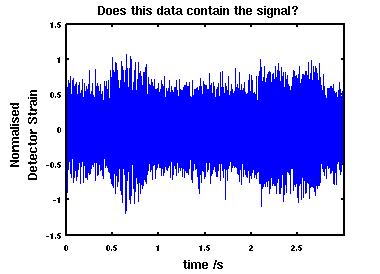 Does this data contain the signal?
1.5
1
0.5
0
-0.5
-1
-1.5
Normalised
Detector Strain
0 0.5 1 1.5 2 2.5
time /s